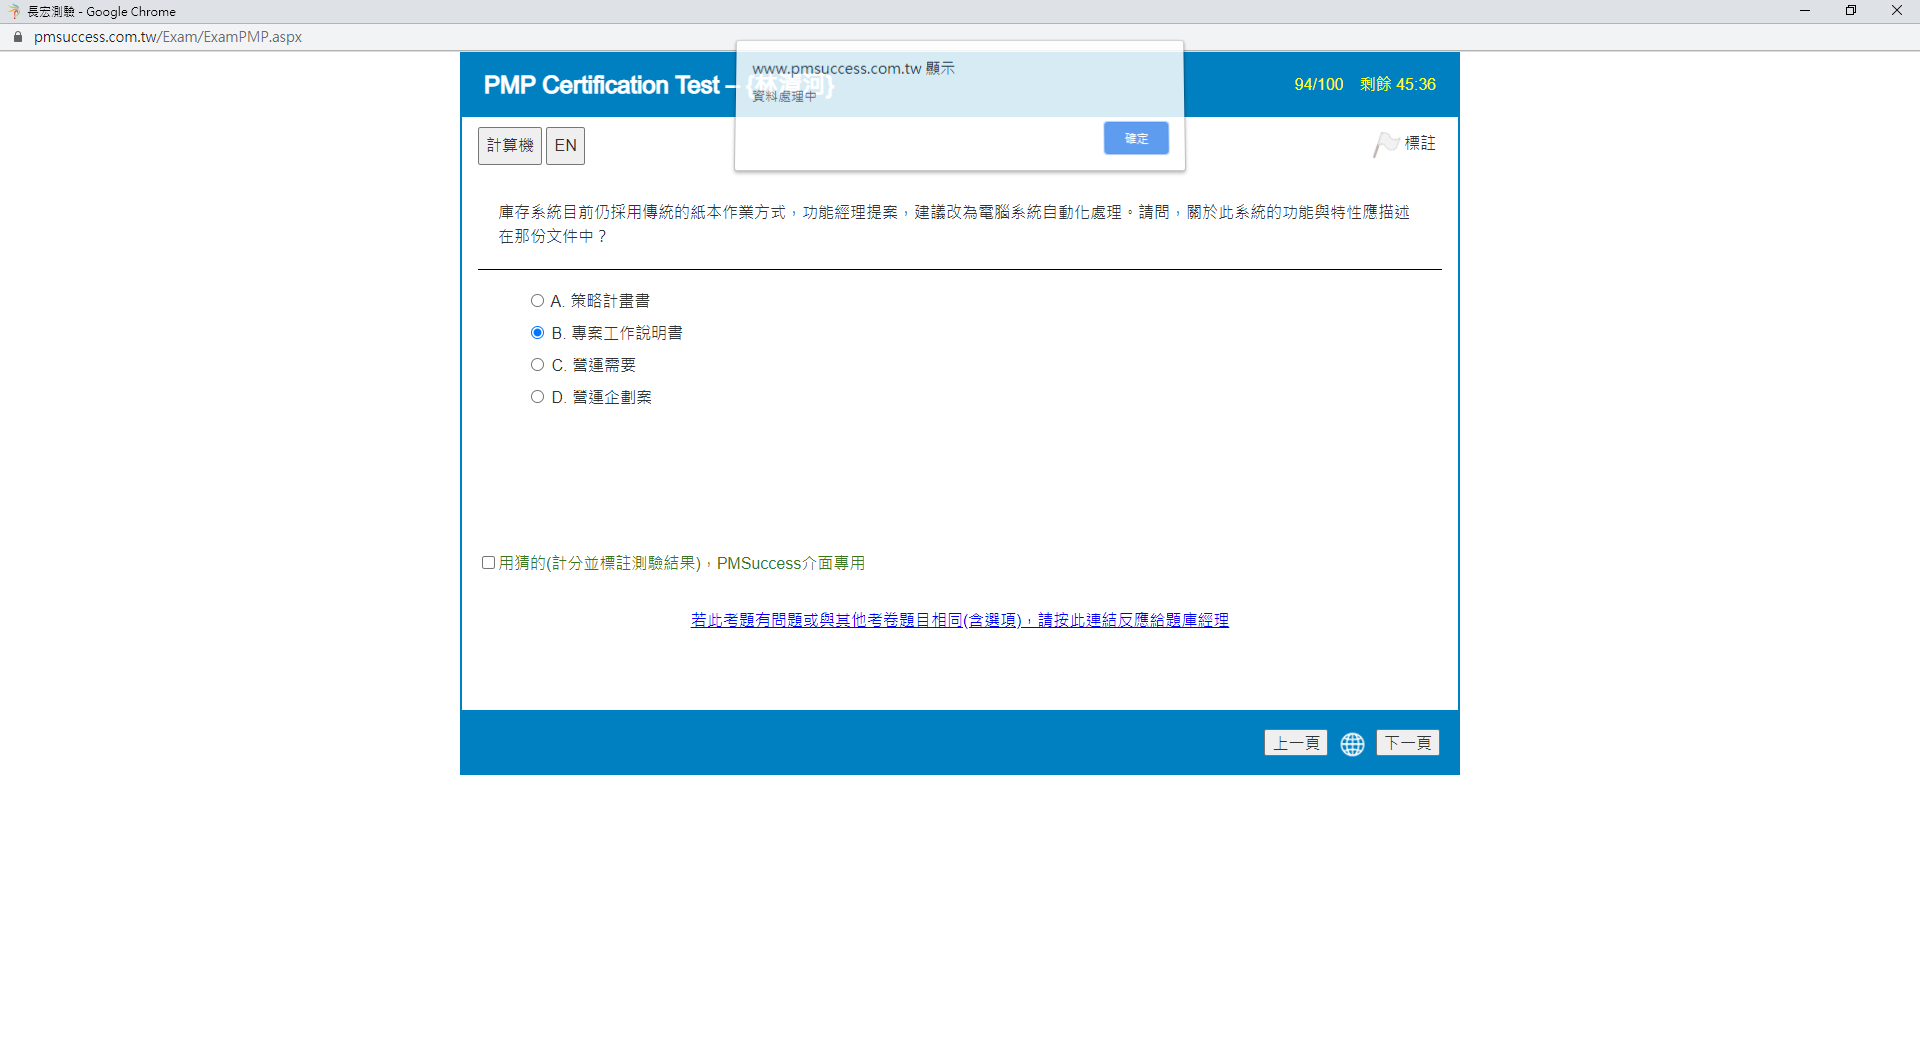 長宏測驗 - Google Chrome
pmsuccess.com.tw/Exam/ExamPMP.aspx
www.pmsuccess.com.tw 顯示
資料處理中
確定
PMP Certification Test – {林清河}
94/100 剩餘 45:36
計算機 EN
標註
庫存系統目前仍採用傳統的紙本作業方式，功能經理提案，建議改為電腦系統自動化處理。請問，關於此系統的功能與特性應描述
在那份文件中？
A. 策略計畫書
B. 專案工作說明書
C. 營運需要
D. 營運企劃案
用猜的(計分並標註測驗結果)，PMSuccess介面專用
若此考題有問題或與其他考卷題目相同(含選項)，請按此連結反應給題庫經理
上一頁 下一頁